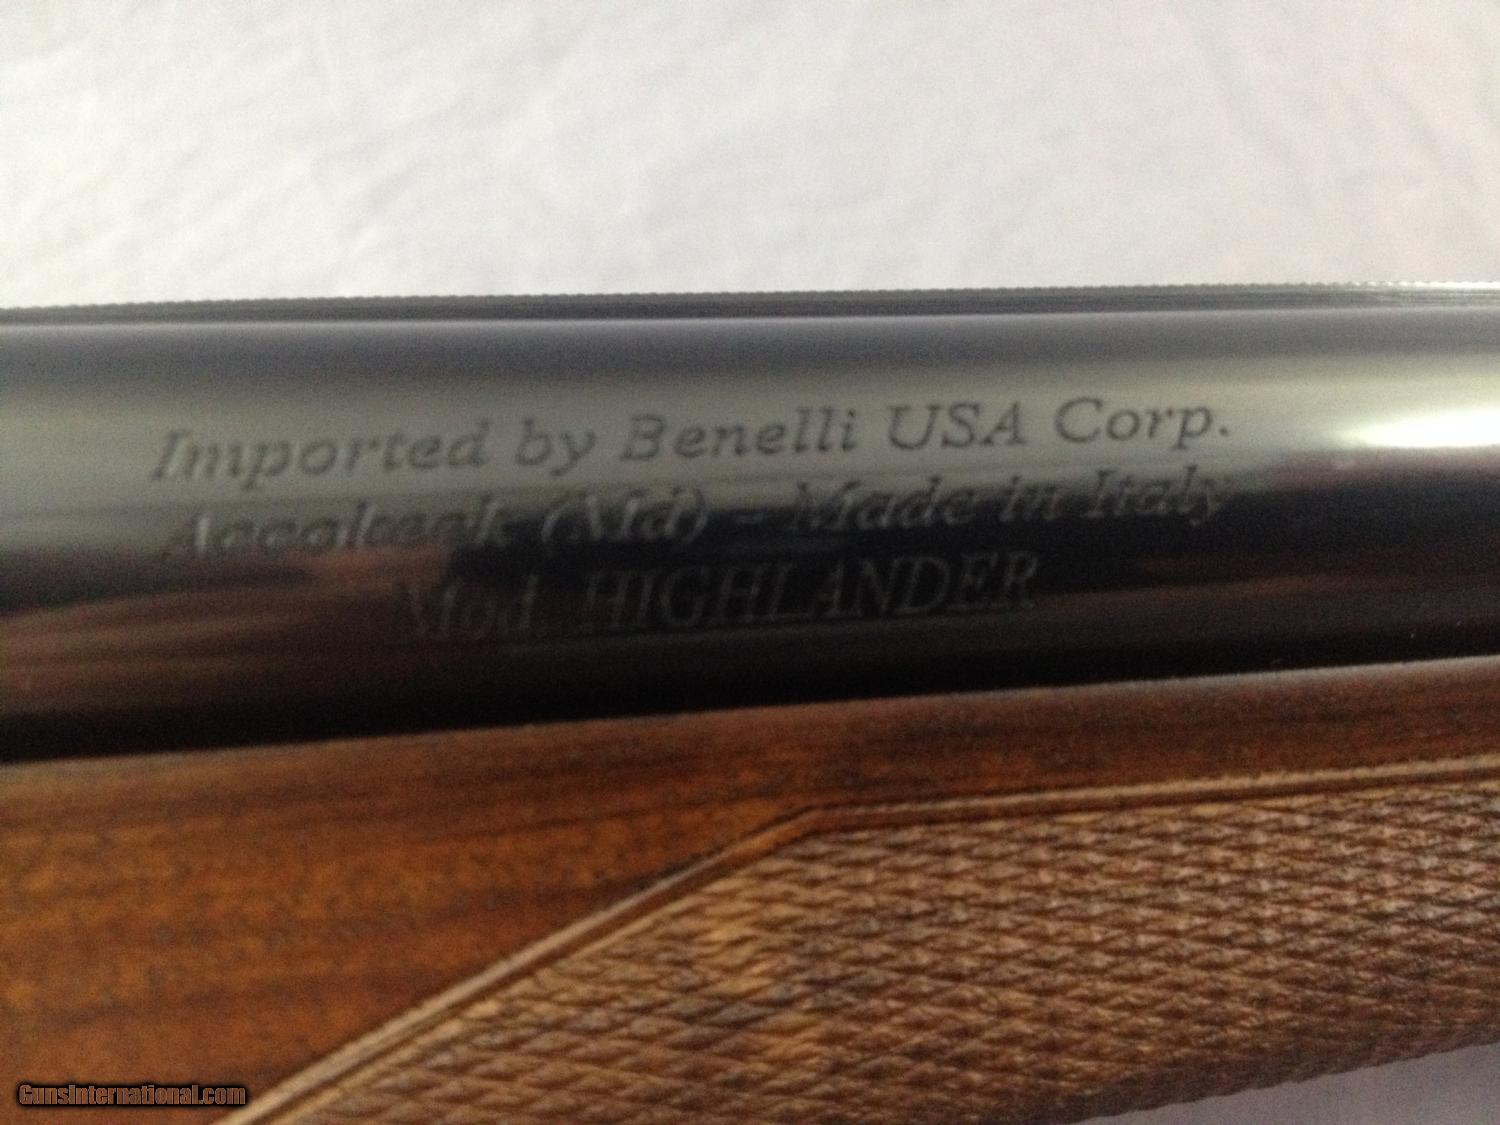 Imported by Benelli USA Corp.
Accokeek (Md) - Made in Italy
Mod. HIGHLANDER
GunsInternational.com